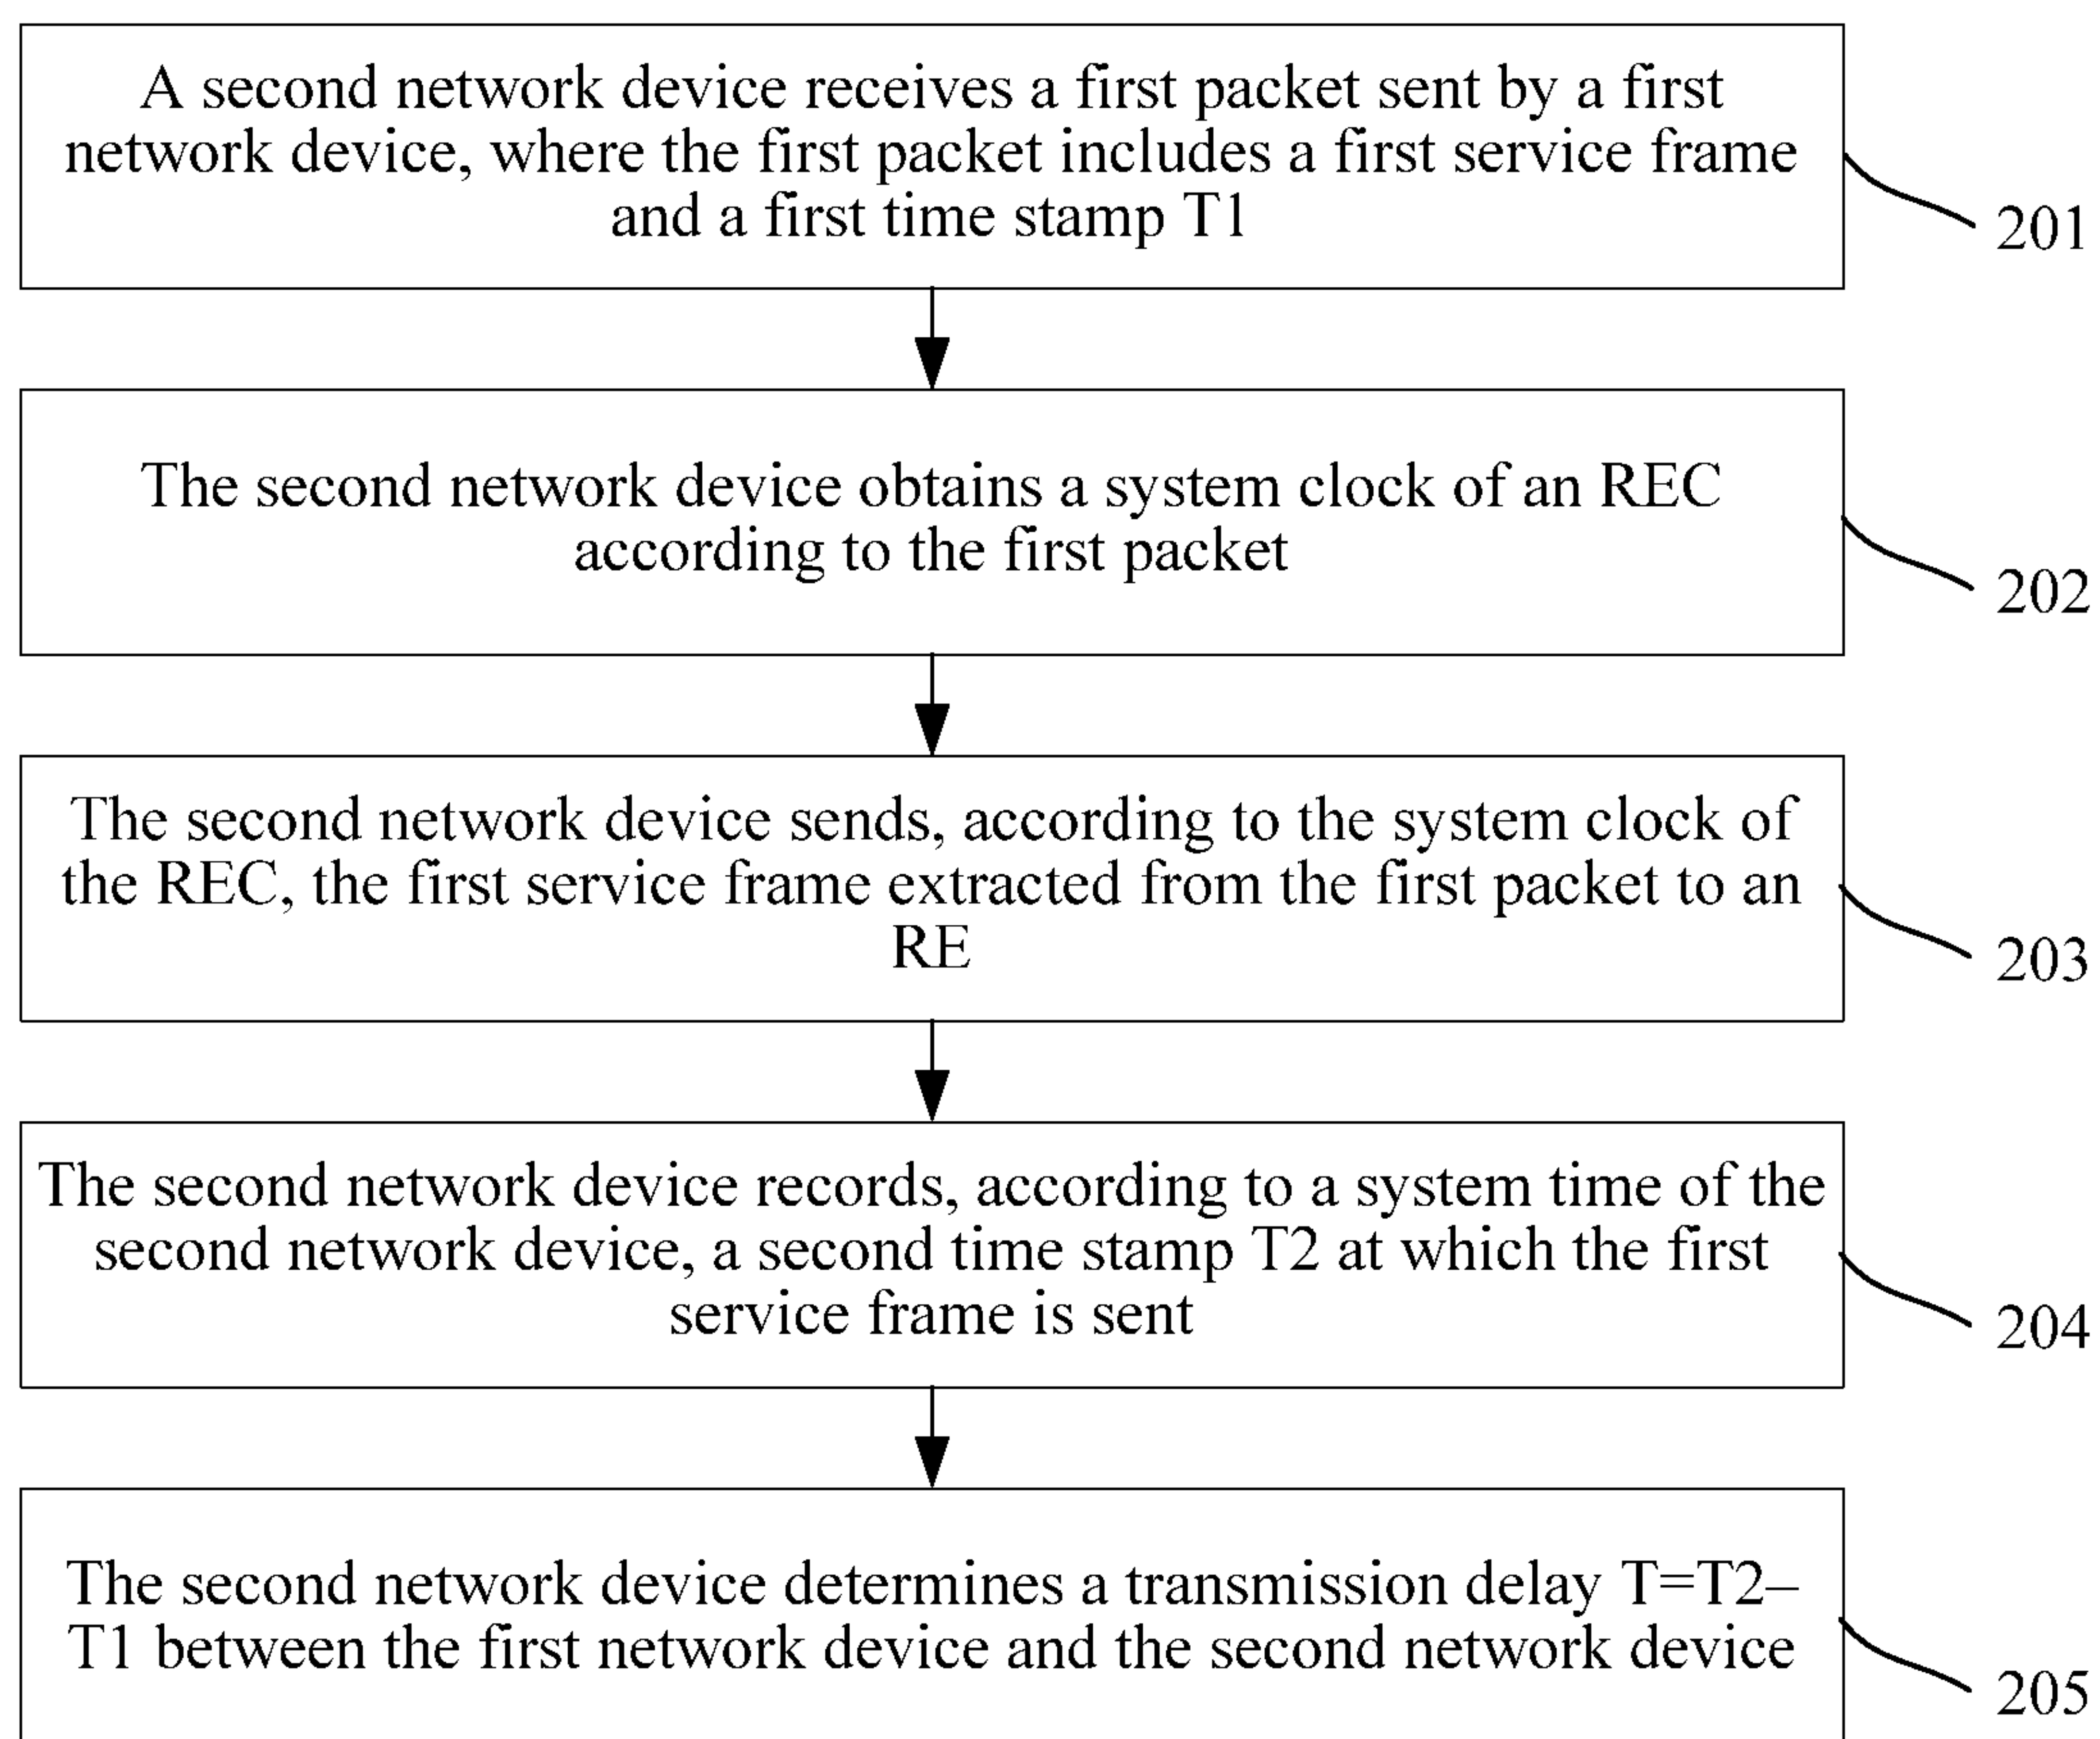 A second network device receives a first packet sent by a first
network device, where the first packet includes a first service frame
and a first time stamp T1
201
The second network device obtains a system clock of an REC
according to the first packet
202
The second network device sends, according to the system clock of
the REC, the first service frame extracted from the first packet to an
RE
203
The second network device records, according to a system time of the
second network device, a second time stamp T2 at which the first
service frame is sent
204
The second network device determines a transmission delay T=T2–
T1 between the first network device and the second network device
205